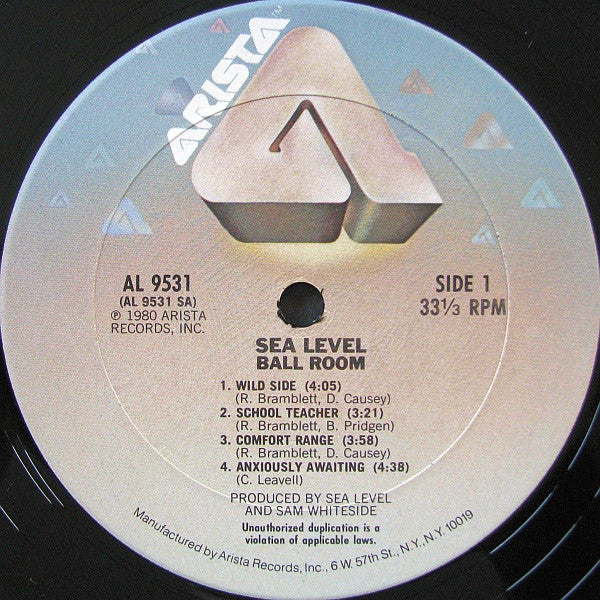 ARISTA
AL 9531
(AL 9531 SA)
℗ 1980 ARISTA
RECORDS, INC.
SIDE 1
33⅓ RPM
SEA LEVEL
BALL ROOM
1. WILD SIDE (4:05)
(R. Bramblett, D. Causey)
2. SCHOOL TEACHER (3:21)
(R. Bramblett, B. Pridgen)
3. COMFORT RANGE (3:58)
(R. Bramblett, D. Causey)
4. ANXIOUSLY AWAITING (4:38)
(C. Leavell)
PRODUCED BY SEA LEVEL
AND SAM WHITESIDE
Unauthorized duplication is a
violation of applicable laws.
Manufactured by Arista Records, Inc., 6 W. 57th St., N.Y., N.Y. 10019